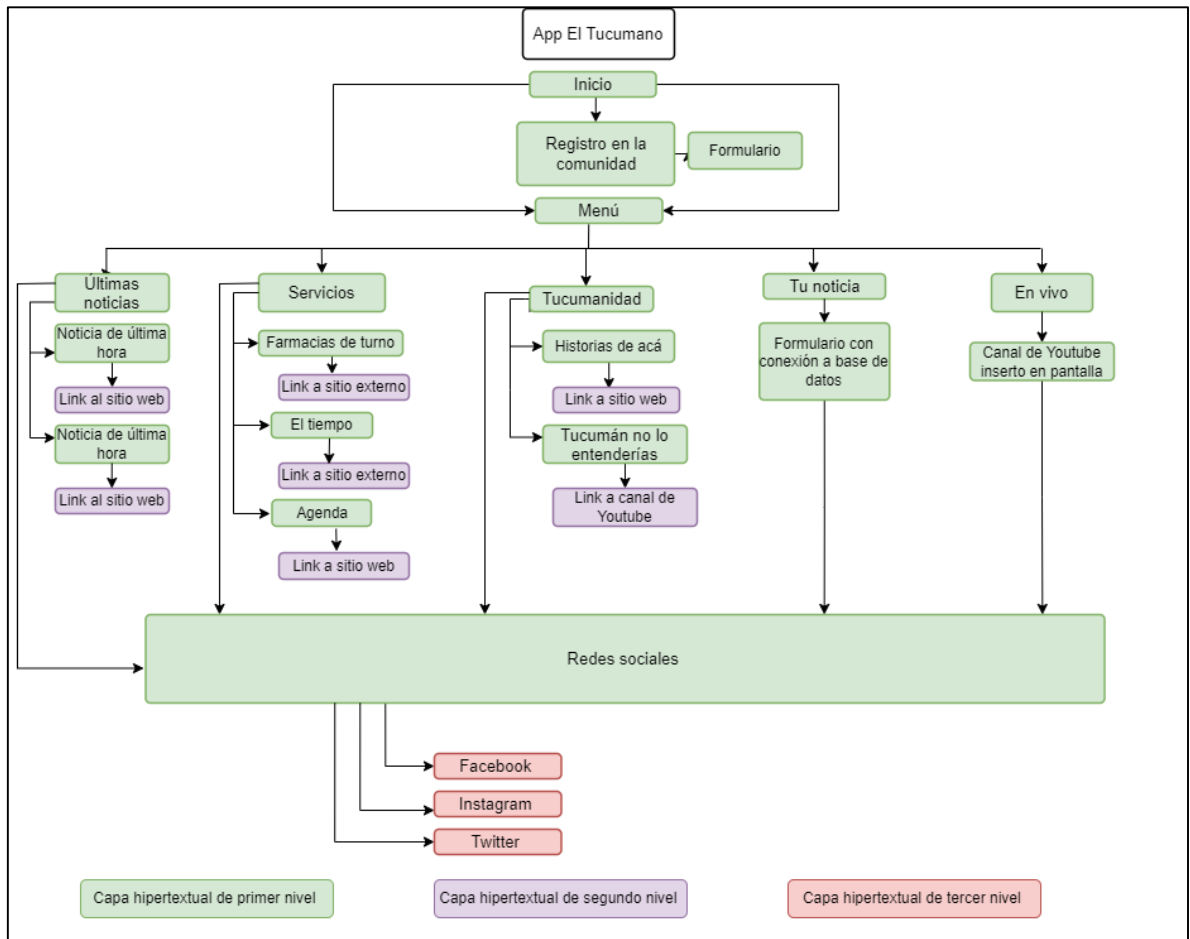 App El Tucumano
Inicio
Registro en la
comunidad
Formulario
Menú
Últimas
noticias
Servicios
Tucumanidad
Tu noticia
En vivo
Noticia de última
hora
Link al sitio web
Noticia de última
hora
Link al sitio web
Farmacias de turno
Link a sitio externo
El tiempo
Link a sitio externo
Agenda
Link a sitio web
Historias de acá
Link a sitio web
Tucumán no lo
entenderías
Link a canal de
Youtube
Formulario con
conexión a base de
datos
Canal de Youtube
inserto en pantalla
Redes sociales
Facebook
Instagram
Twitter
Capa hipertextual de primer nivel
Capa hipertextual de segundo nivel
Capa hipertextual de tercer nivel